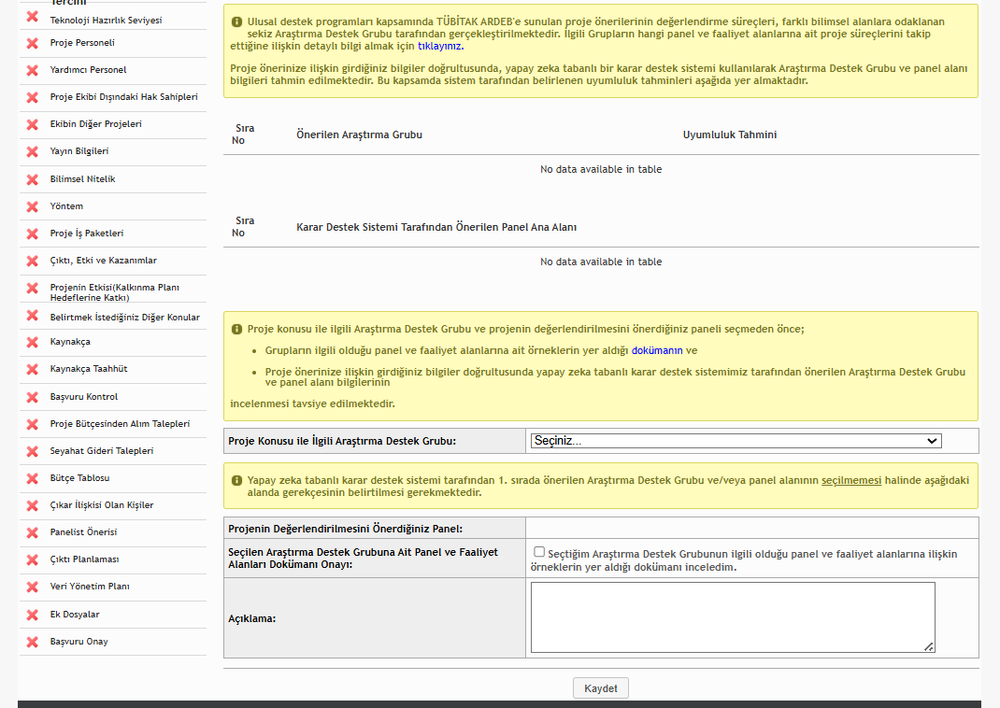 Tercihi
Teknoloji Hazırlık Seviyesi
Proje Personeli
Yardımcı Personel
Proje Ekibi Dışındaki Hak Sahipleri
Ekibin Diğer Projeleri
Yayın Bilgileri
Bilimsel Nitelik
Yöntem
Proje İş Paketleri
Çıktı, Etki ve Kazanımlar
Projenin Etkisi(Kalkınma Planı
Hedeflerine Katkı)
Belirtmek İstediğiniz Diğer Konular
Kaynakça
Kaynakça Taahhüt
Başvuru Kontrol
Proje Bütçesinden Alım Talepleri
Seyahat Gideri Talepleri
Bütçe Tablosu
Çıkar İlişkisi Olan Kişiler
Panelist Önerisi
Çıktı Planlaması
Veri Yönetim Planı
Ek Dosyalar
Başvuru Onay
Ulusal destek programları kapsamında TÜBİTAK ARDEB'e sunulan proje önerilerinin değerlendirme süreçleri, farklı bilimsel alanlara odaklanan
sekiz Araştırma Destek Grubu tarafından gerçekleştirilmektedir. İlgili Grupların hangi panel ve faaliyet alanlarına ait proje süreçlerini takip
ettiğine ilişkin detaylı bilgi almak için tıklayınız.
Proje önerinize ilişkin girdiğiniz bilgiler doğrultusunda, yapay zeka tabanlı bir karar destek sistemi kullanılarak Araştırma Destek Grubu ve panel alanı
bilgileri tahmin edilmektedir. Bu kapsamda sistem tarafından belirlenen uyumluluk tahminleri aşağıda yer almaktadır.
Sıra
No
Önerilen Araştırma Grubu
Uyumluluk Tahmini
No data available in table
Sıra
No
Karar Destek Sistemi Tarafından Önerilen Panel Ana Alanı
No data available in table
Proje konusu ile ilgili Araştırma Destek Grubu ve projenin değerlendirilmesini önerdiğiniz paneli seçmeden önce;
• Grupların ilgili olduğu panel ve faaliyet alanlarına ait örneklerin yer aldığı dokümanın ve
• Proje önerinize ilişkin girdiğiniz bilgiler doğrultusunda yapay zeka tabanlı karar destek sistemimiz tarafından önerilen Araştırma Destek Grubu
ve panel alanı bilgilerinin
incelenmesi tavsiye edilmektedir.
Proje Konusu ile İlgili Araştırma Destek Grubu:
Seçiniz...
Yapay zeka tabanlı karar destek sistemi tarafından 1. sırada önerilen Araştırma Destek Grubu ve/veya panel alanının seçilmemesi halinde aşağıdaki
alanda gerekçesinin belirtilmesi gerekmektedir.
Projenin Değerlendirilmesini Önerdiğiniz Panel:
Seçilen Araştırma Destek Grubuna Ait Panel ve Faaliyet
Alanları Dokümanı Onayı:
Seçtiğim Araştırma Destek Grubunun ilgili olduğu panel ve faaliyet alanlarına ilişkin
örneklerin yer aldığı dokümanı inceledim.
Açıklama:
Kaydet